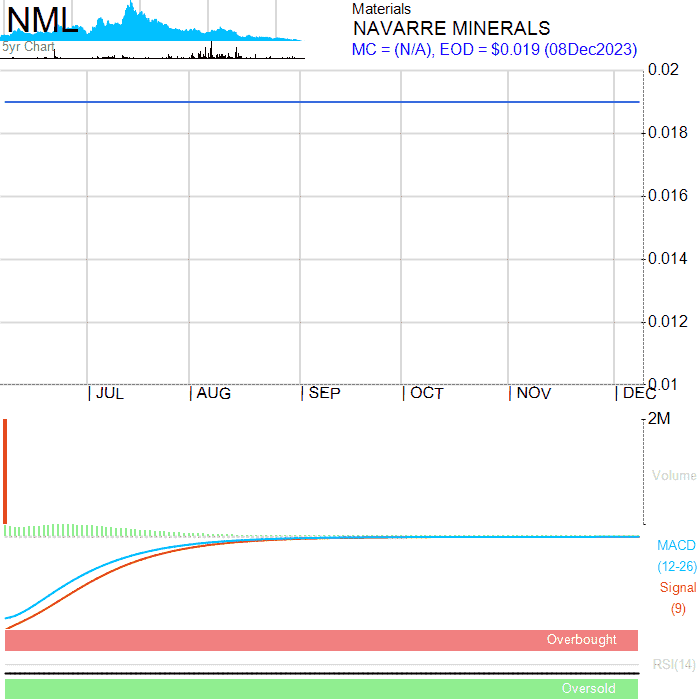 NML
5yr Chart
Materials
NAVARRE MINERALS
MC = (N/A), EOD = $0.019 (08Dec2023)
0.02
0.018
0.016
0.014
0.012
0.01
JUL AUG SEP OCT NOV DEC
2M
Volume
MACD
(12-26)
Signal
(9)
Overbought
RSI(14)
Oversold